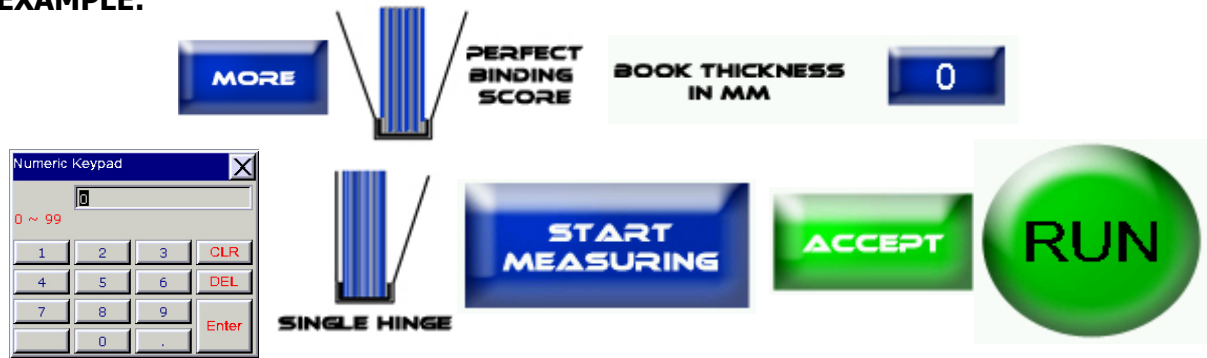 EXAMPLE:
MORE
PERFECT
BINDING
SCORE
BOOK THICKNESS
IN MM
0
Numeric Keypad
X
0
0 ~ 99
1 2 3 CLR
4 5 6 DEL
7 8 9 Enter
0 .
SINGLE HINGE
START
MEASURING
ACCEPT
RUN